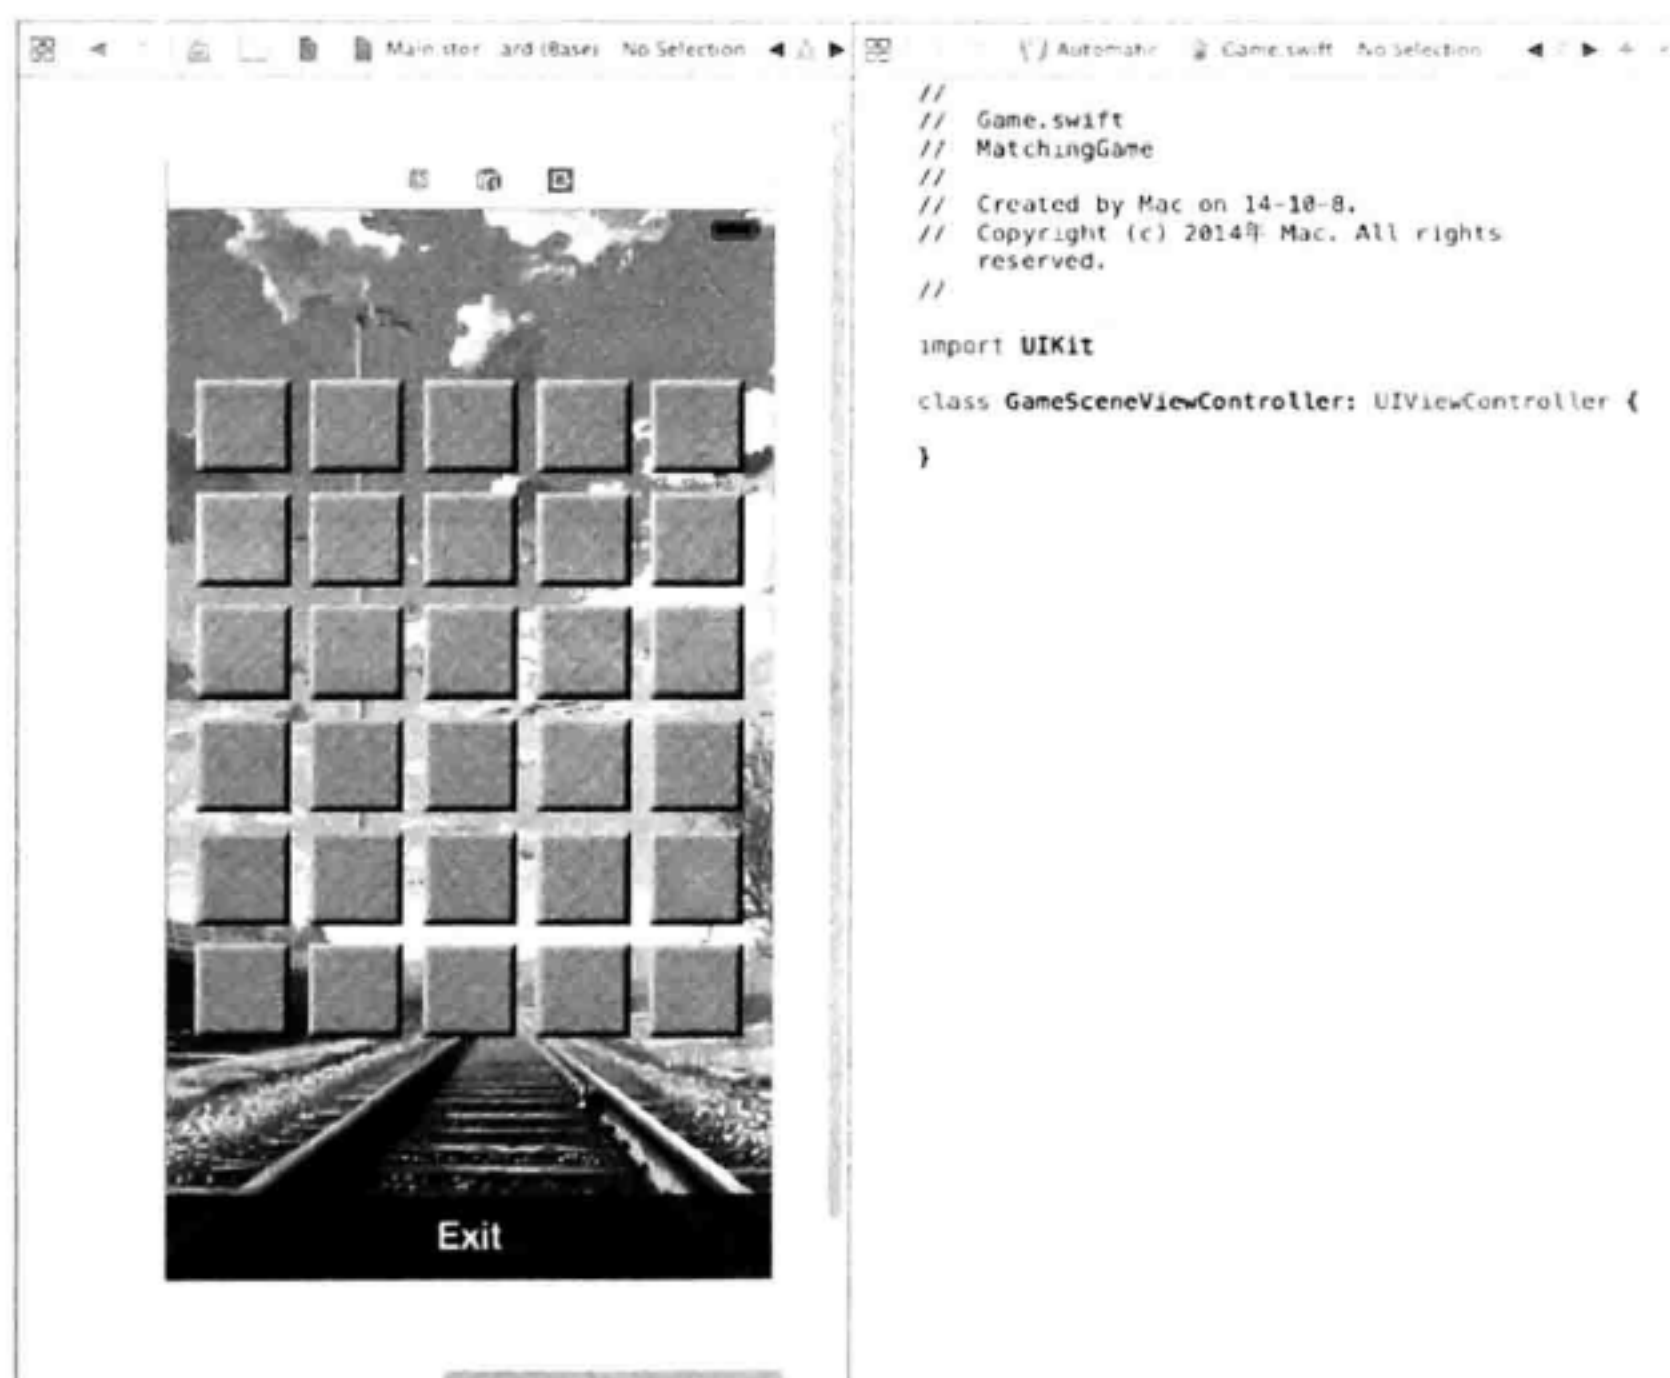 Main.stor ard (Base) No Selection
Automatic Game.swift No Selection
//
// Game.swift
// MatchingGame
//
// Created by Mac on 14-10-8.
// Copyright (c) 2014年 Mac. All rights
reserved.
//
import UIKit
class GameSceneViewController: UIViewController {
}
Exit